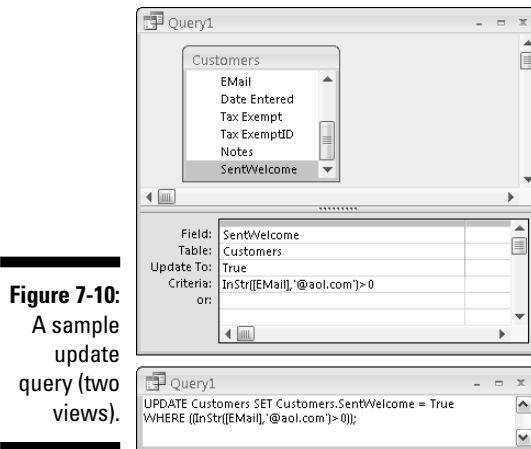 Query1
Customers
EMail
Date Entered
Tax Exempt
Tax ExemptID
Notes
SentWelcome
Field: SentWelcome
Table: Customers
Update To: True
Criteria: InStr([EMail],'@aol.com')>0
or:
Figure 7-10:
A sample
update
query (two
views).
Query1
UPDATE Customers SET Customers.SentWelcome = True
WHERE ((InStr([EMail],'@aol.com')>0));